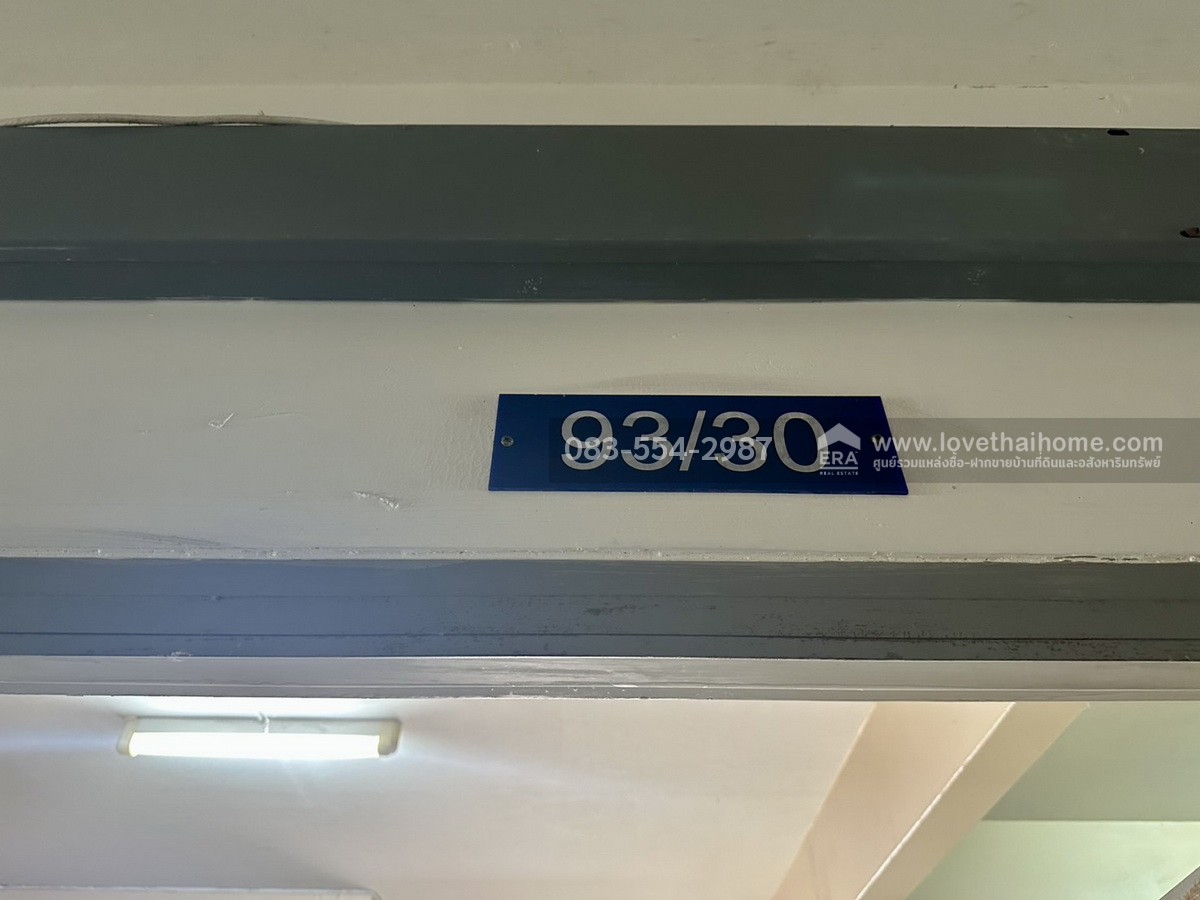 93/30
083-554-2987
ERA
REAL ESTATE
www.lovethaihome.com
ศูนย์รวมแหล่งซื้อ-ฝากขายบ้านที่ดินและอสังหาริมทรัพย์